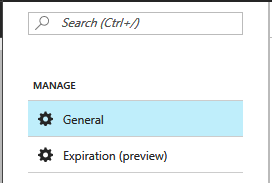 Search (Ctrl+/)
MANAGE
General
Expiration (preview)